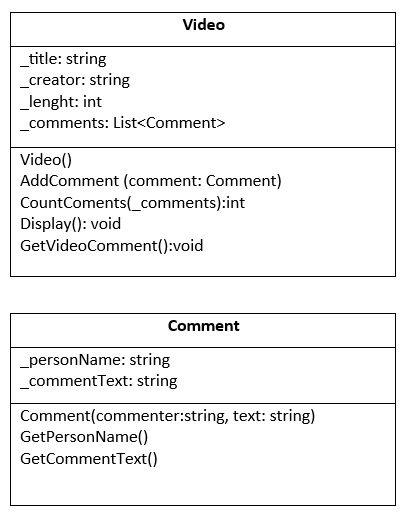 Video
_title: string
_creator: string
_lenght: int
_comments: List<Comment>
Video()
AddComment (comment: Comment)
CountComents(_comments):int
Display(): void
GetVideoComment():void
Comment
_personName: string
_commentText: string
Comment(commenter:string, text: string)
GetPersonName()
GetCommentText()